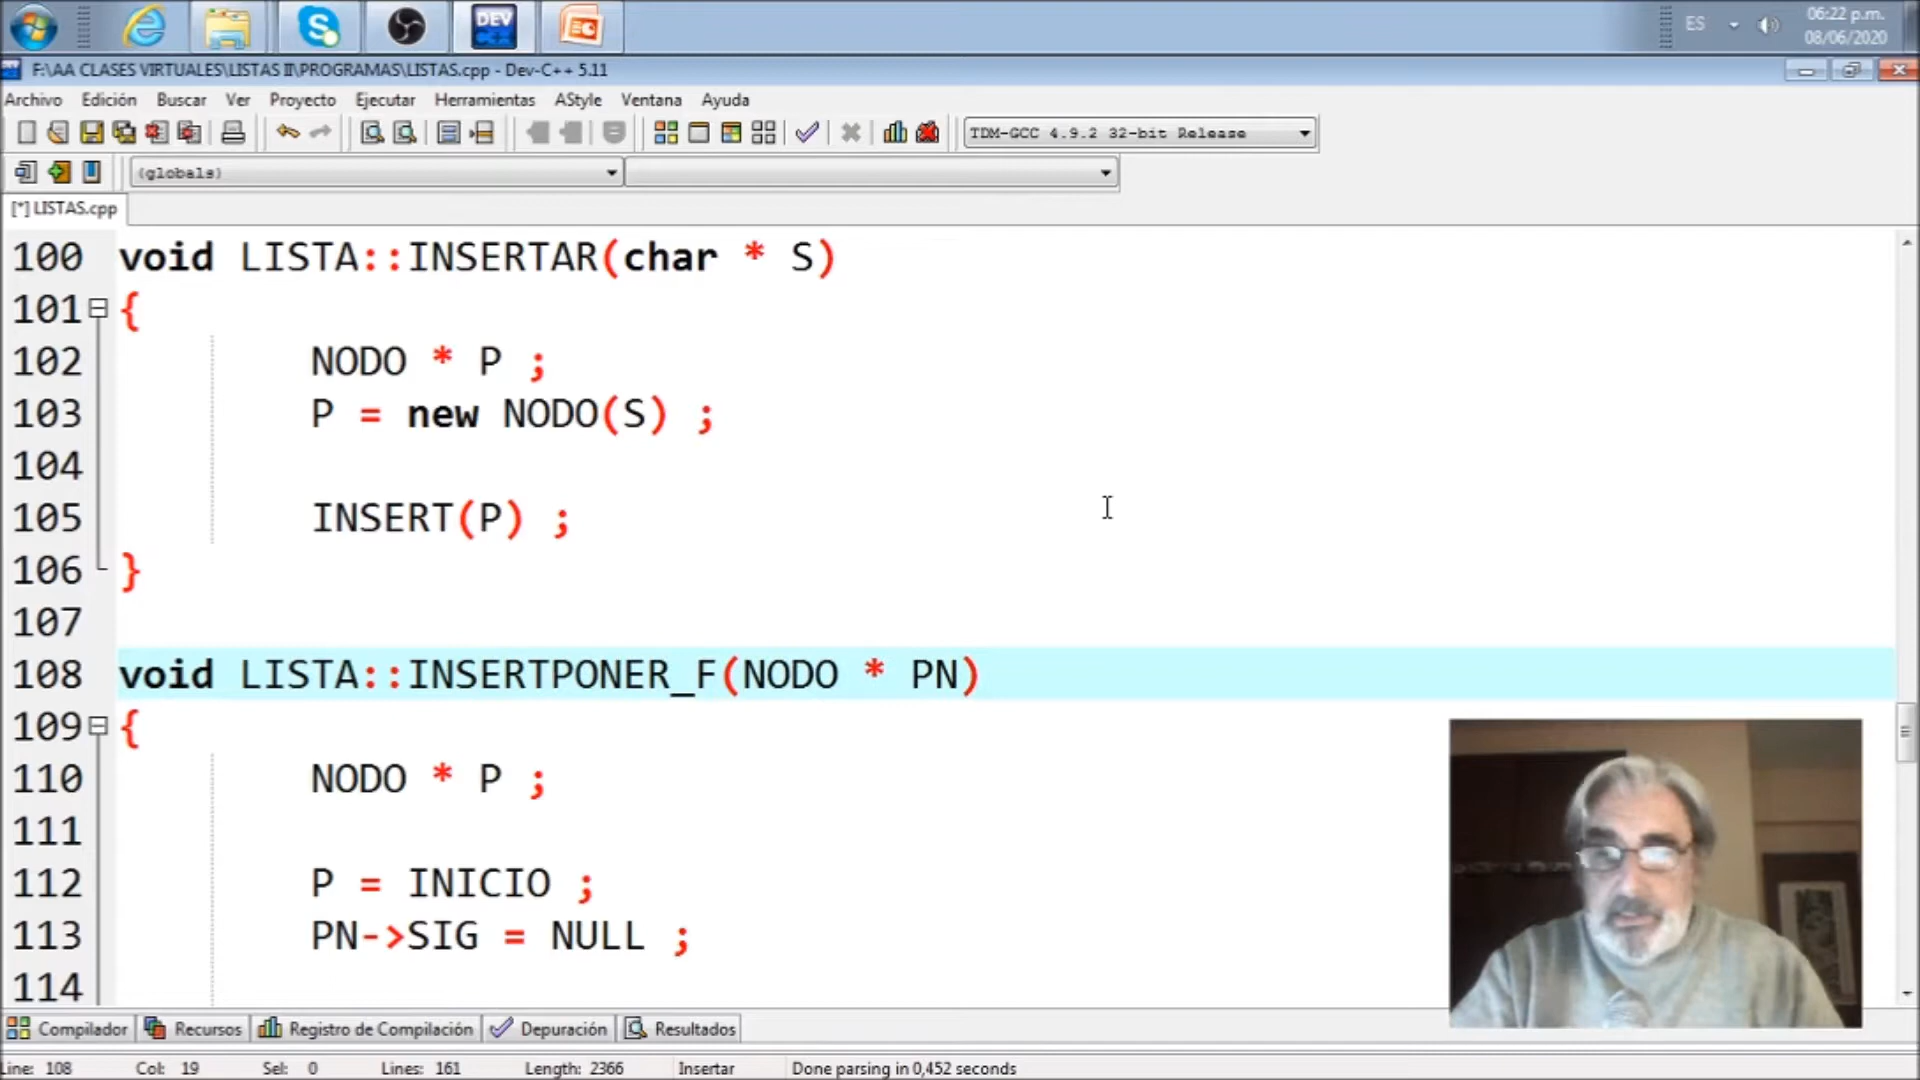 DEV
C++
ES
06:22 p.m.
08/06/2020
F:\AA CLASES VIRTUALES\LISTAS II\PROGRAMAS\LISTAS.cpp - Dev-C++ 5.11
Archivo Edición Buscar Ver Proyecto Ejecutar Herramientas AStyle Ventana Ayuda
TDM-GCC 4.9.2 32-bit Release
(globals)
[*] LISTAS.cpp
100 void LISTA::INSERTAR(char * S)
101 {
102 NODO * P ;
103 P = new NODO(S) ;
104
105 INSERT(P) ;
106 }
107
108 void LISTA::INSERTPONER_F(NODO * PN)
109 {
110 NODO * P ;
111
112 P = INICIO ;
113 PN->SIG = NULL ;
114
Compilador Recursos Registro de Compilación Depuración Resultados
Line: 108 Col: 19 Sel: 0 Lines: 161 Length: 2366 Insertar Done parsing in 0,452 seconds